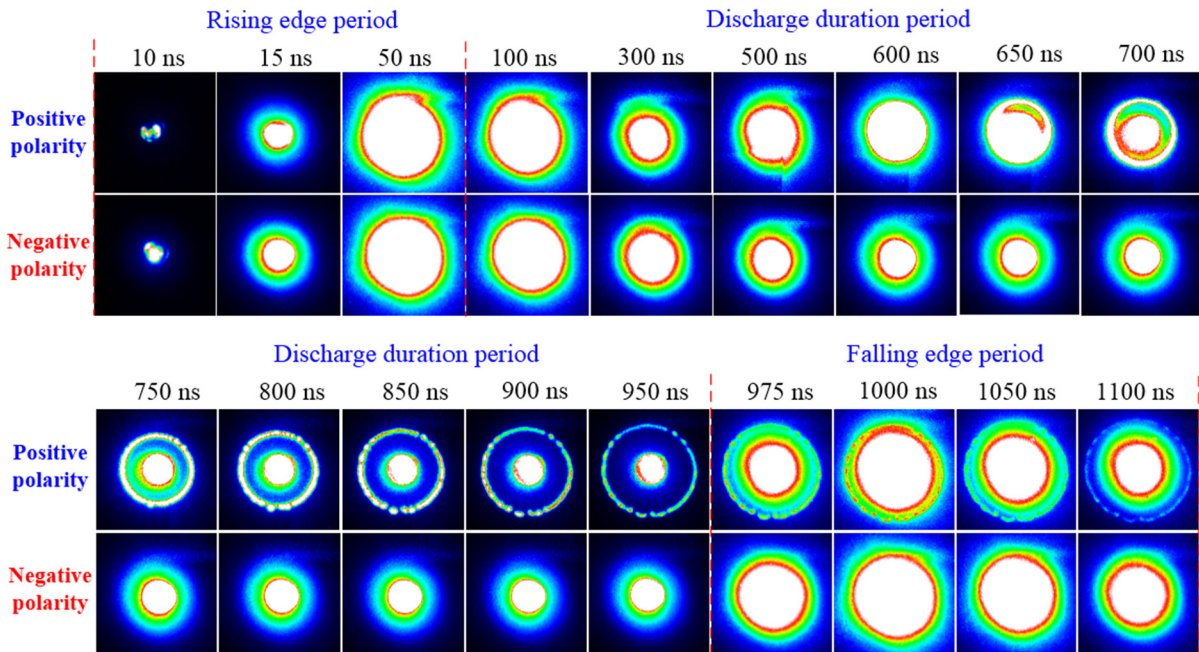 Rising edge period
Discharge duration period
10 ns
15 ns
50 ns
100 ns
300 ns
500 ns
600 ns
650 ns
700 ns
Positive
polarity
Negative
polarity
Discharge duration period
Falling edge period
750 ns
800 ns
850 ns
900 ns
950 ns
975 ns
1000 ns
1050 ns
1100 ns
Positive
polarity
Negative
polarity